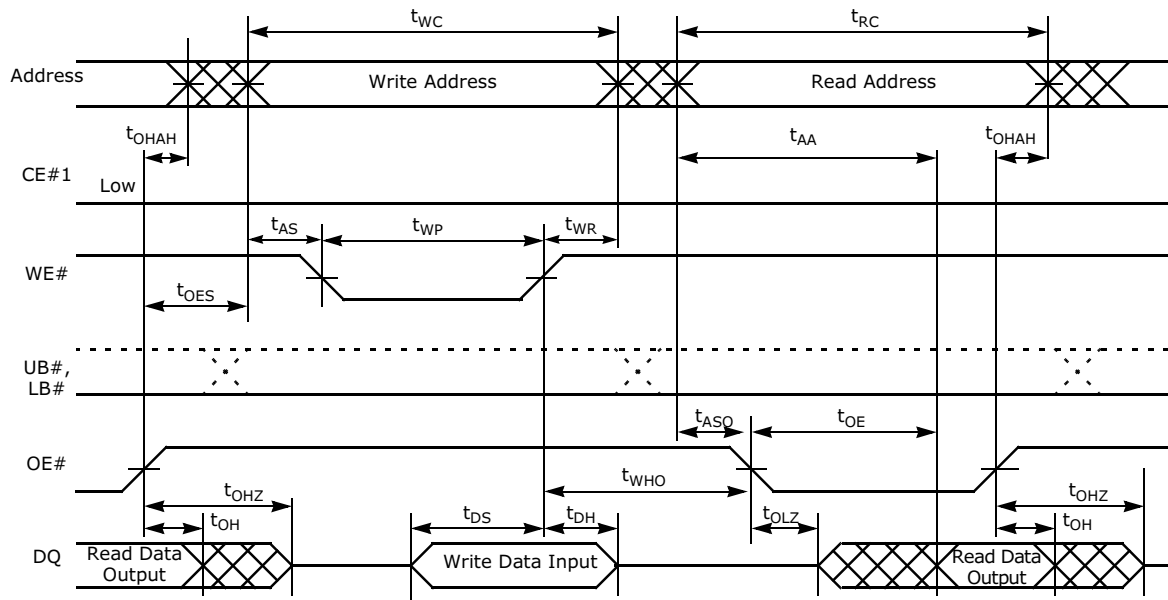 tWC
tRC
Address
Write Address
Read Address
tOHAH
tAA
tOHAH
CE#1
Low
tAS
tWP
tWR
WE#
tOES
UB#,
LB#
tASO
tOE
OE#
tWHO
tOHZ
tOHZ
tOH
tDS
tDH
tOLZ
tOH
DQ
Read Data
Output
Write Data Input
Read Data
Output